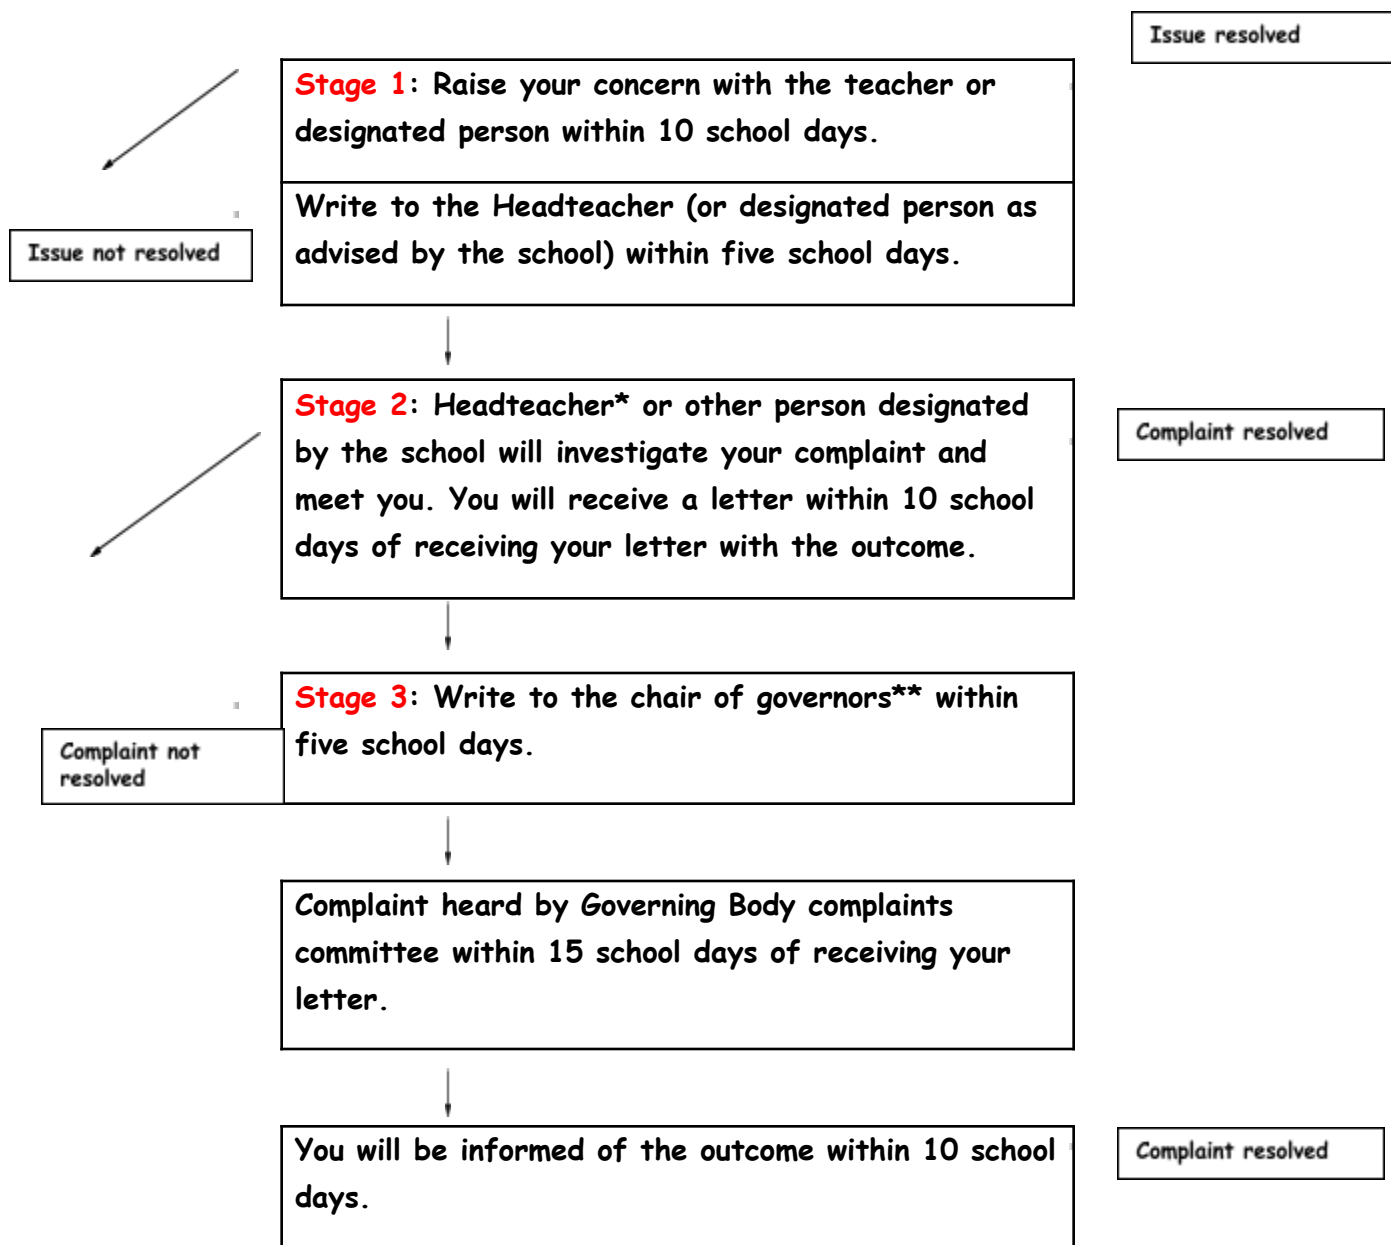 Issue resolved
Stage 1: Raise your concern with the teacher or
designated person within 10 school days.
Write to the Headteacher (or designated person as
advised by the school) within five school days.
Issue not resolved
Stage 2: Headteacher* or other person designated
by the school will investigate your complaint and
meet you. You will receive a letter within 10 school
days of receiving your letter with the outcome.
Complaint resolved
Stage 3: Write to the chair of governors** within
five school days.
Complaint not
resolved
Complaint heard by Governing Body complaints
committee within 15 school days of receiving your
letter.
You will be informed of the outcome within 10 school
days.
Complaint resolved